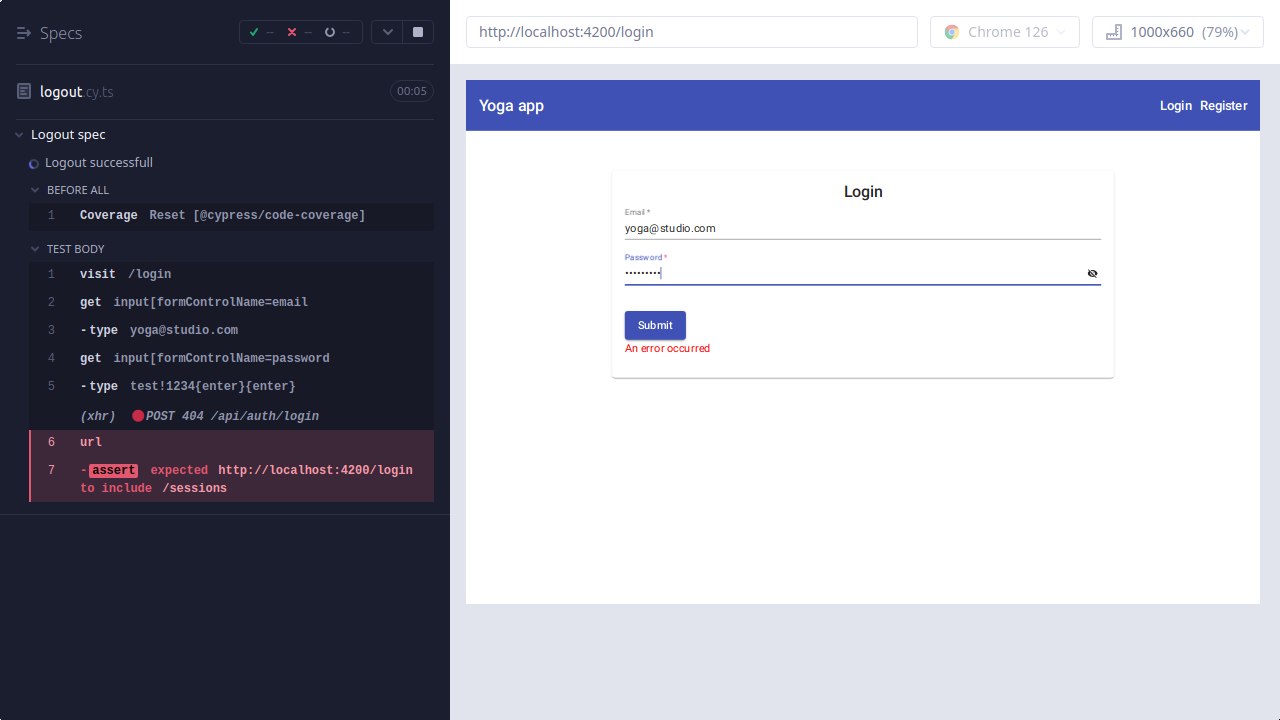 Specs
-- -- --
logout.cy.ts
00:05
Logout spec
Logout successfull
BEFORE ALL
1 Coverage Reset [@cypress/code-coverage]
TEST BODY
1 visit /login
2 get input[formControlName=email
3 -type yoga@studio.com
4 get input[formControlName=password
5 -type test!1234{enter}{enter}
(xhr) POST 404 /api/auth/login
6 url
7 -assert expected http://localhost:4200/login
to include /sessions
http://localhost:4200/login
Chrome 126
1000x660 (79%)
Yoga app
Login Register
Login
Email *
yoga@studio.com
Password *
•••••••••
Submit
An error occurred